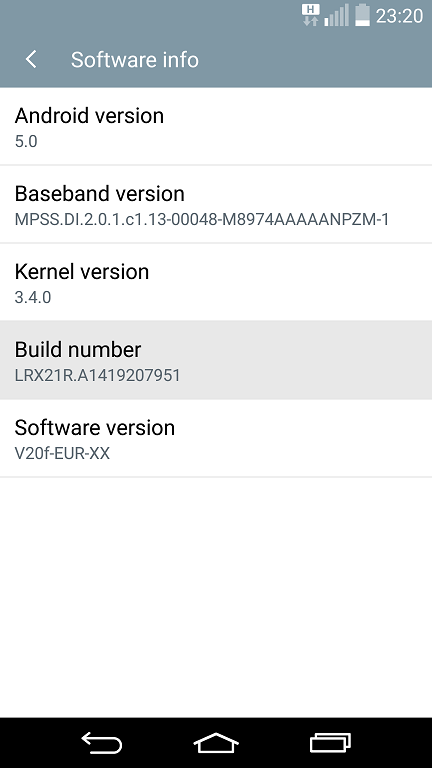 H 23:20
Software info
Android version
5.0
Baseband version
MPSS.DI.2.0.1.c1.13-00048-M8974AAAAANPZM-1
Kernel version
3.4.0
Build number
LRX21R.A1419207951
Software version
V20f-EUR-XX